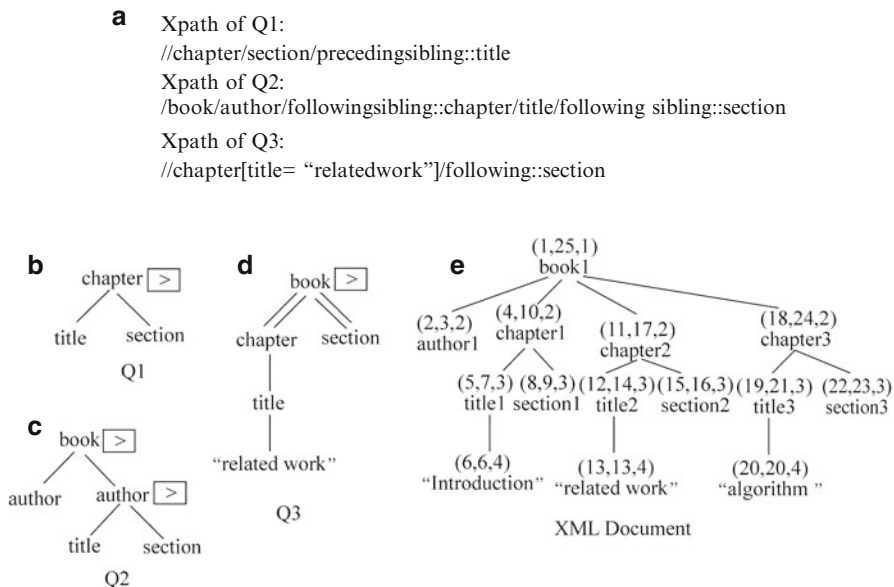 a
Xpath of Q1:
//chapter/section/precedingsibling::title
Xpath of Q2:
/book/author/followingsibling::chapter/title/following sibling::section
Xpath of Q3:
//chapter[title= “relatedwork”]/following::section
b
chapter >
title section
Q1
c
book >
author author >
title section
Q2
d
book >
chapter section
title
“related work”
Q3
e
(1,25,1)
book1
(2,3,2) (4,10,2) (11,17,2) (18,24,2)
author1 chapter1 chapter2 chapter3
(5,7,3) (8,9,3) (12,14,3) (15,16,3) (19,21,3) (22,23,3)
title1 section1 title2 section2 title3 section3
(6,6,4) (13,13,4) (20,20,4)
“Introduction” “related work” “algorithm ”
XML Document